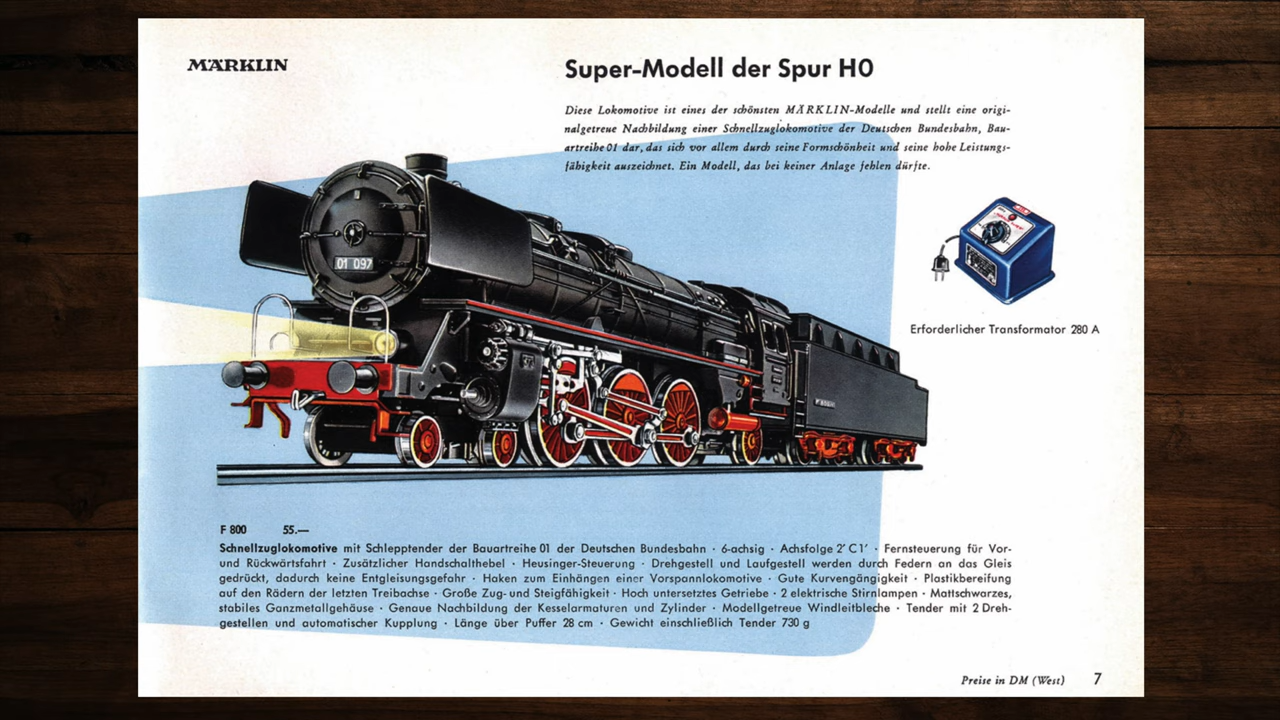 MÄRKLIN
Super-Modell der Spur H0
Diese Lokomotive ist eines der schönsten MÄRKLIN-Modelle und stellt eine origi-
nalgetreue Nachbildung einer Schnellzuglokomotive der Deutschen Bundesbahn, Bau-
artreihe 01 dar, das sich vor allem durch seine Formschönheit und seine hohe Leistungs-
fähigkeit auszeichnet. Ein Modell, das bei keiner Anlage fehlen dürfte.
01 097
Erforderlicher Transformator 280 A
F 800 55.—
Schnellzuglokomotive mit Schlepptender der Bauartreihe 01 der Deutschen Bundesbahn · 6-achsig · Achsfolge 2' C 1' · Fernsteuerung für Vor-
und Rückwärtsfahrt · Zusätzlicher Handschalthebel · Heusinger-Steuerung · Drehgestell und Laufgestell werden durch Federn an das Gleis
gedrückt, dadurch keine Entgleisungsgefahr · Haken zum Einhängen einer Vorspannlokomotive · Gute Kurvengängigkeit · Plastikbereifung
auf den Rädern der letzten Treibachse · Große Zug- und Steigfähigkeit · Hoch untersetztes Getriebe · 2 elektrische Stirnlampen · Mattschwarzes,
stabiles Ganzmetallgehäuse · Genaue Nachbildung der Kesselarmaturen und Zylinder · Modellgetreue Windleitbleche · Tender mit 2 Dreh-
gestellen und automatischer Kupplung · Länge über Puffer 28 cm · Gewicht einschließlich Tender 730 g
Preise in DM (West) 7